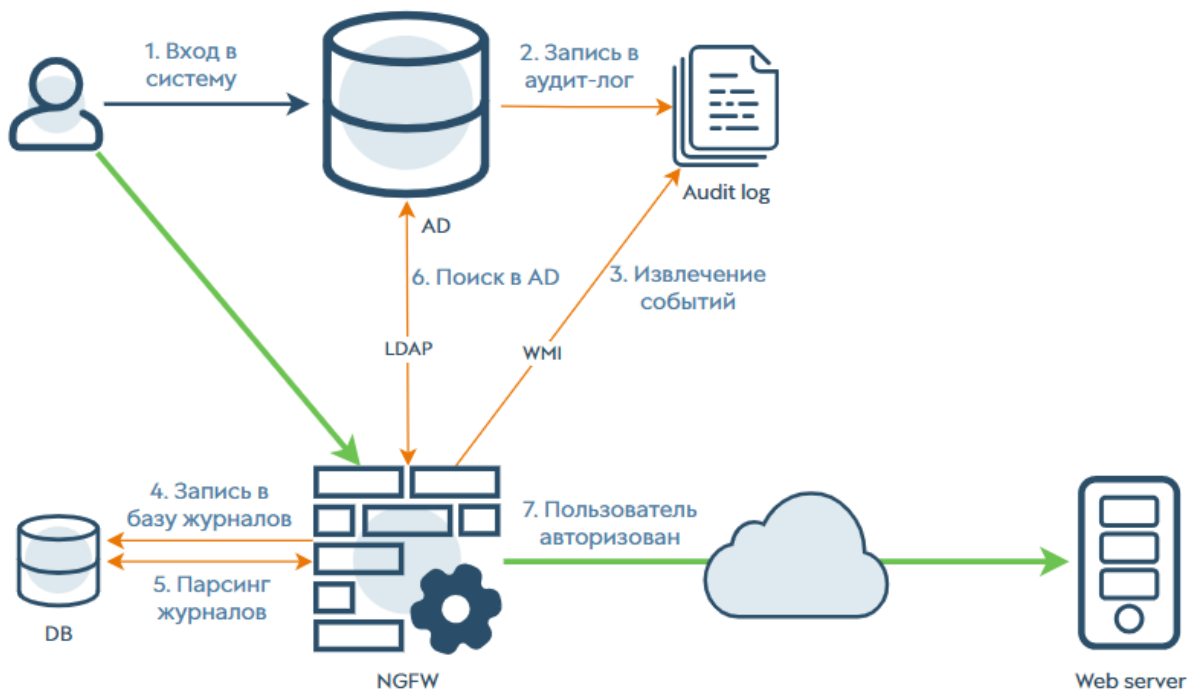 1. Вход в
систему
2. Запись в
аудит-лог
Audit log
AD
6. Поиск в AD
3. Извлечение
событий
LDAP
WMI
4. Запись в
базу журналов
5. Парсинг
журналов
DB
7. Пользователь
авторизован
NGFW
Web server